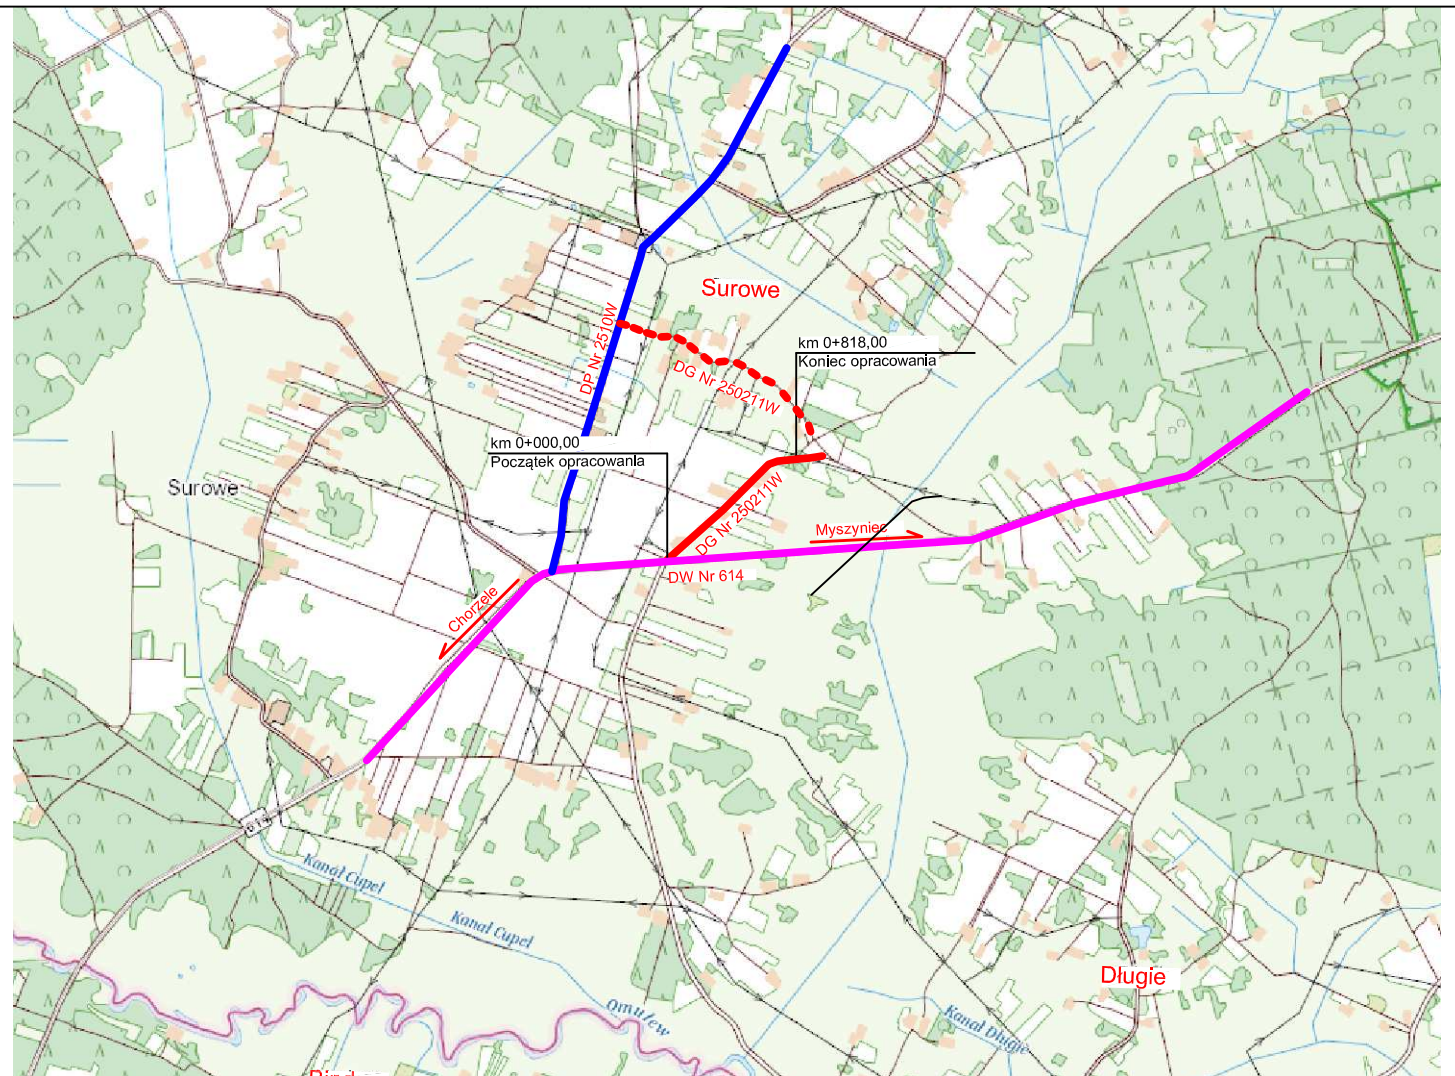 Surowe
DP Nr 2510W
km 0+818,00
Koniec opracowania
DG Nr 250211W
km 0+000,00
Początek opracowania
Surowe
DG Nr 250211W
Myszyniec
DW Nr 614
Chorzele
614
Kanał Cupel
Kanał Cupel
Omulew
Długie
Kanał Długie